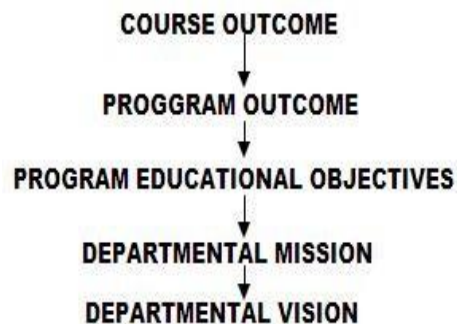 COURSE OUTCOME
PROGGRAM OUTCOME
PROGRAM EDUCATIONAL OBJECTIVES
DEPARTMENTAL MISSION
DEPARTMENTAL VISION